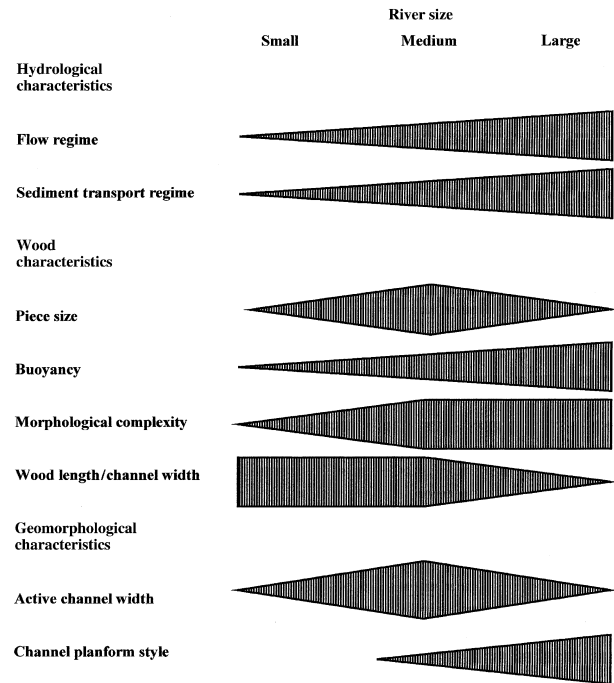 River size
Small Medium Large
Hydrological
characteristics
Flow regime
Sediment transport regime
Wood
characteristics
Piece size
Buoyancy
Morphological complexity
Wood length/channel width
Geomorphological
characteristics
Active channel width
Channel planform style